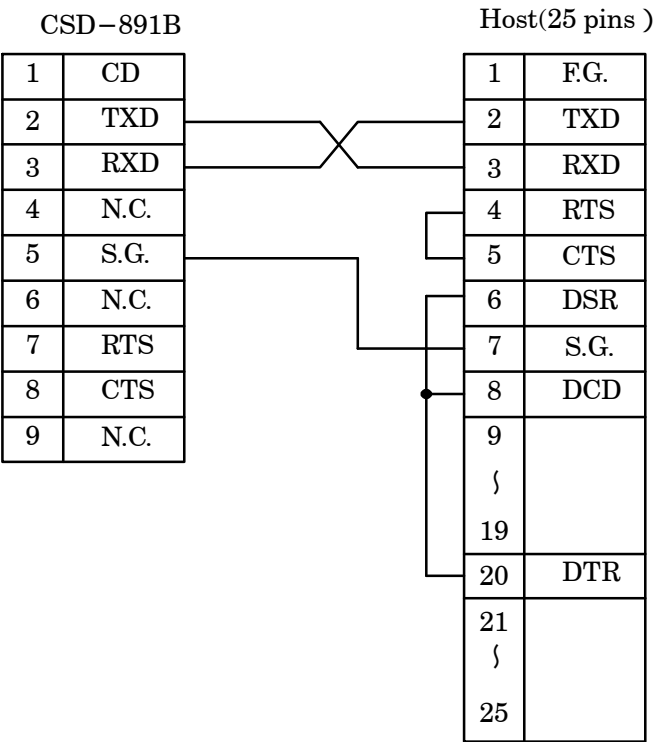 CSD−891B
1 CD
2 TXD
3 RXD
4 N.C.
5 S.G.
6 N.C.
7 RTS
8 CTS
9 N.C.
Host(25 pins )
1 F.G.
2 TXD
3 RXD
4 RTS
5 CTS
6 DSR
7 S.G.
8 DCD
9
~
19
20 DTR
21
~
25